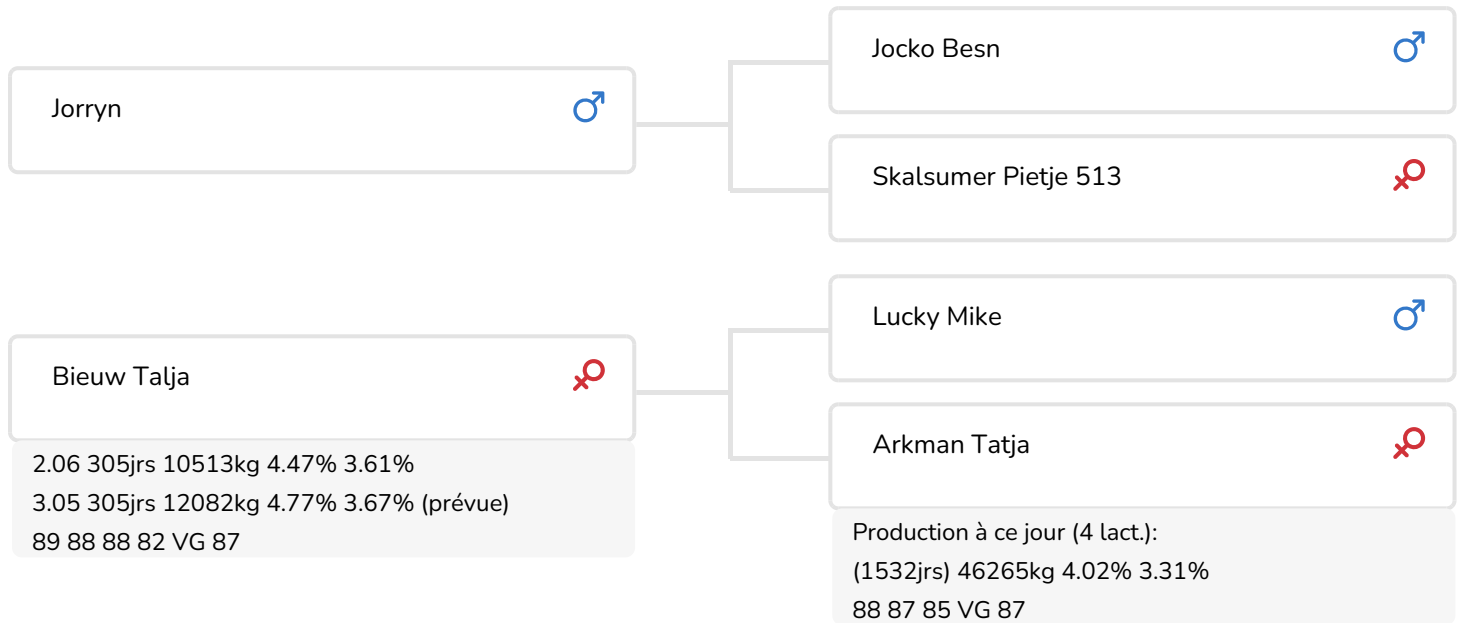 Jorryn
Jocko Besn
Skalsumer Pietje 513
Bieuw Talja
2.06 305jrs 10513kg 4.47% 3.61%
3.05 305jrs 12082kg 4.77% 3.67% (prévue)
89 88 88 82 VG 87
Lucky Mike
Arkman Tatja
Production à ce jour (4 lact.):
(1532jrs) 46265kg 4.02% 3.31%
88 87 85 VG 87